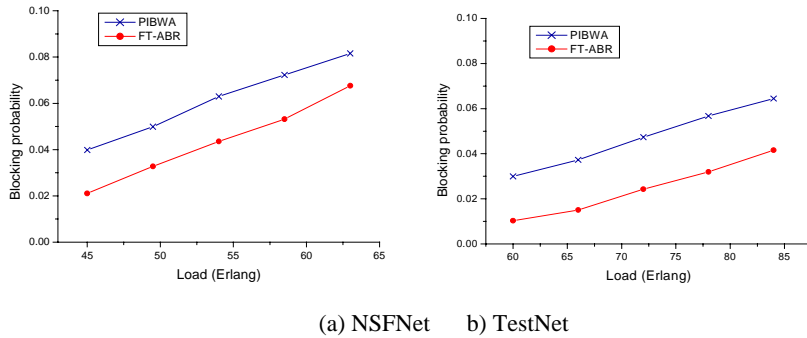 PIBWA
FT-ABR
0.10
0.08
0.06
0.04
0.02
0.00
Blocking probability
45 50 55 60 65
Load (Erlang)
PIBWA
FT-ABR
0.10
0.08
0.06
0.04
0.02
0.00
Blocking probability
60 65 70 75 80 85
Load (Erlang)
(a) NSFNet b) TestNet